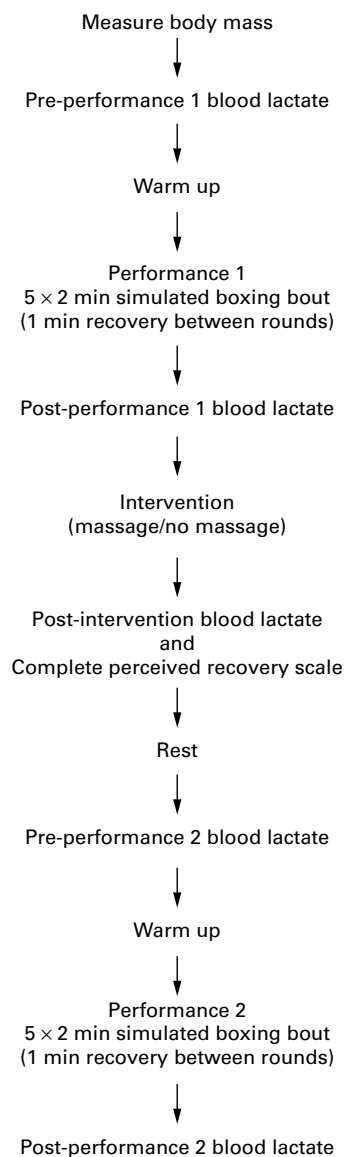 Measure body mass
Pre-performance 1 blood lactate
Warm up
Performance 1
5 × 2 min simulated boxing bout
(1 min recovery between rounds)
Post-performance 1 blood lactate
Intervention
(massage/no massage)
Post-intervention blood lactate
and
Complete perceived recovery scale
Rest
Pre-performance 2 blood lactate
Warm up
Performance 2
5 × 2 min simulated boxing bout
(1 min recovery between rounds)
Post-performance 2 blood lactate